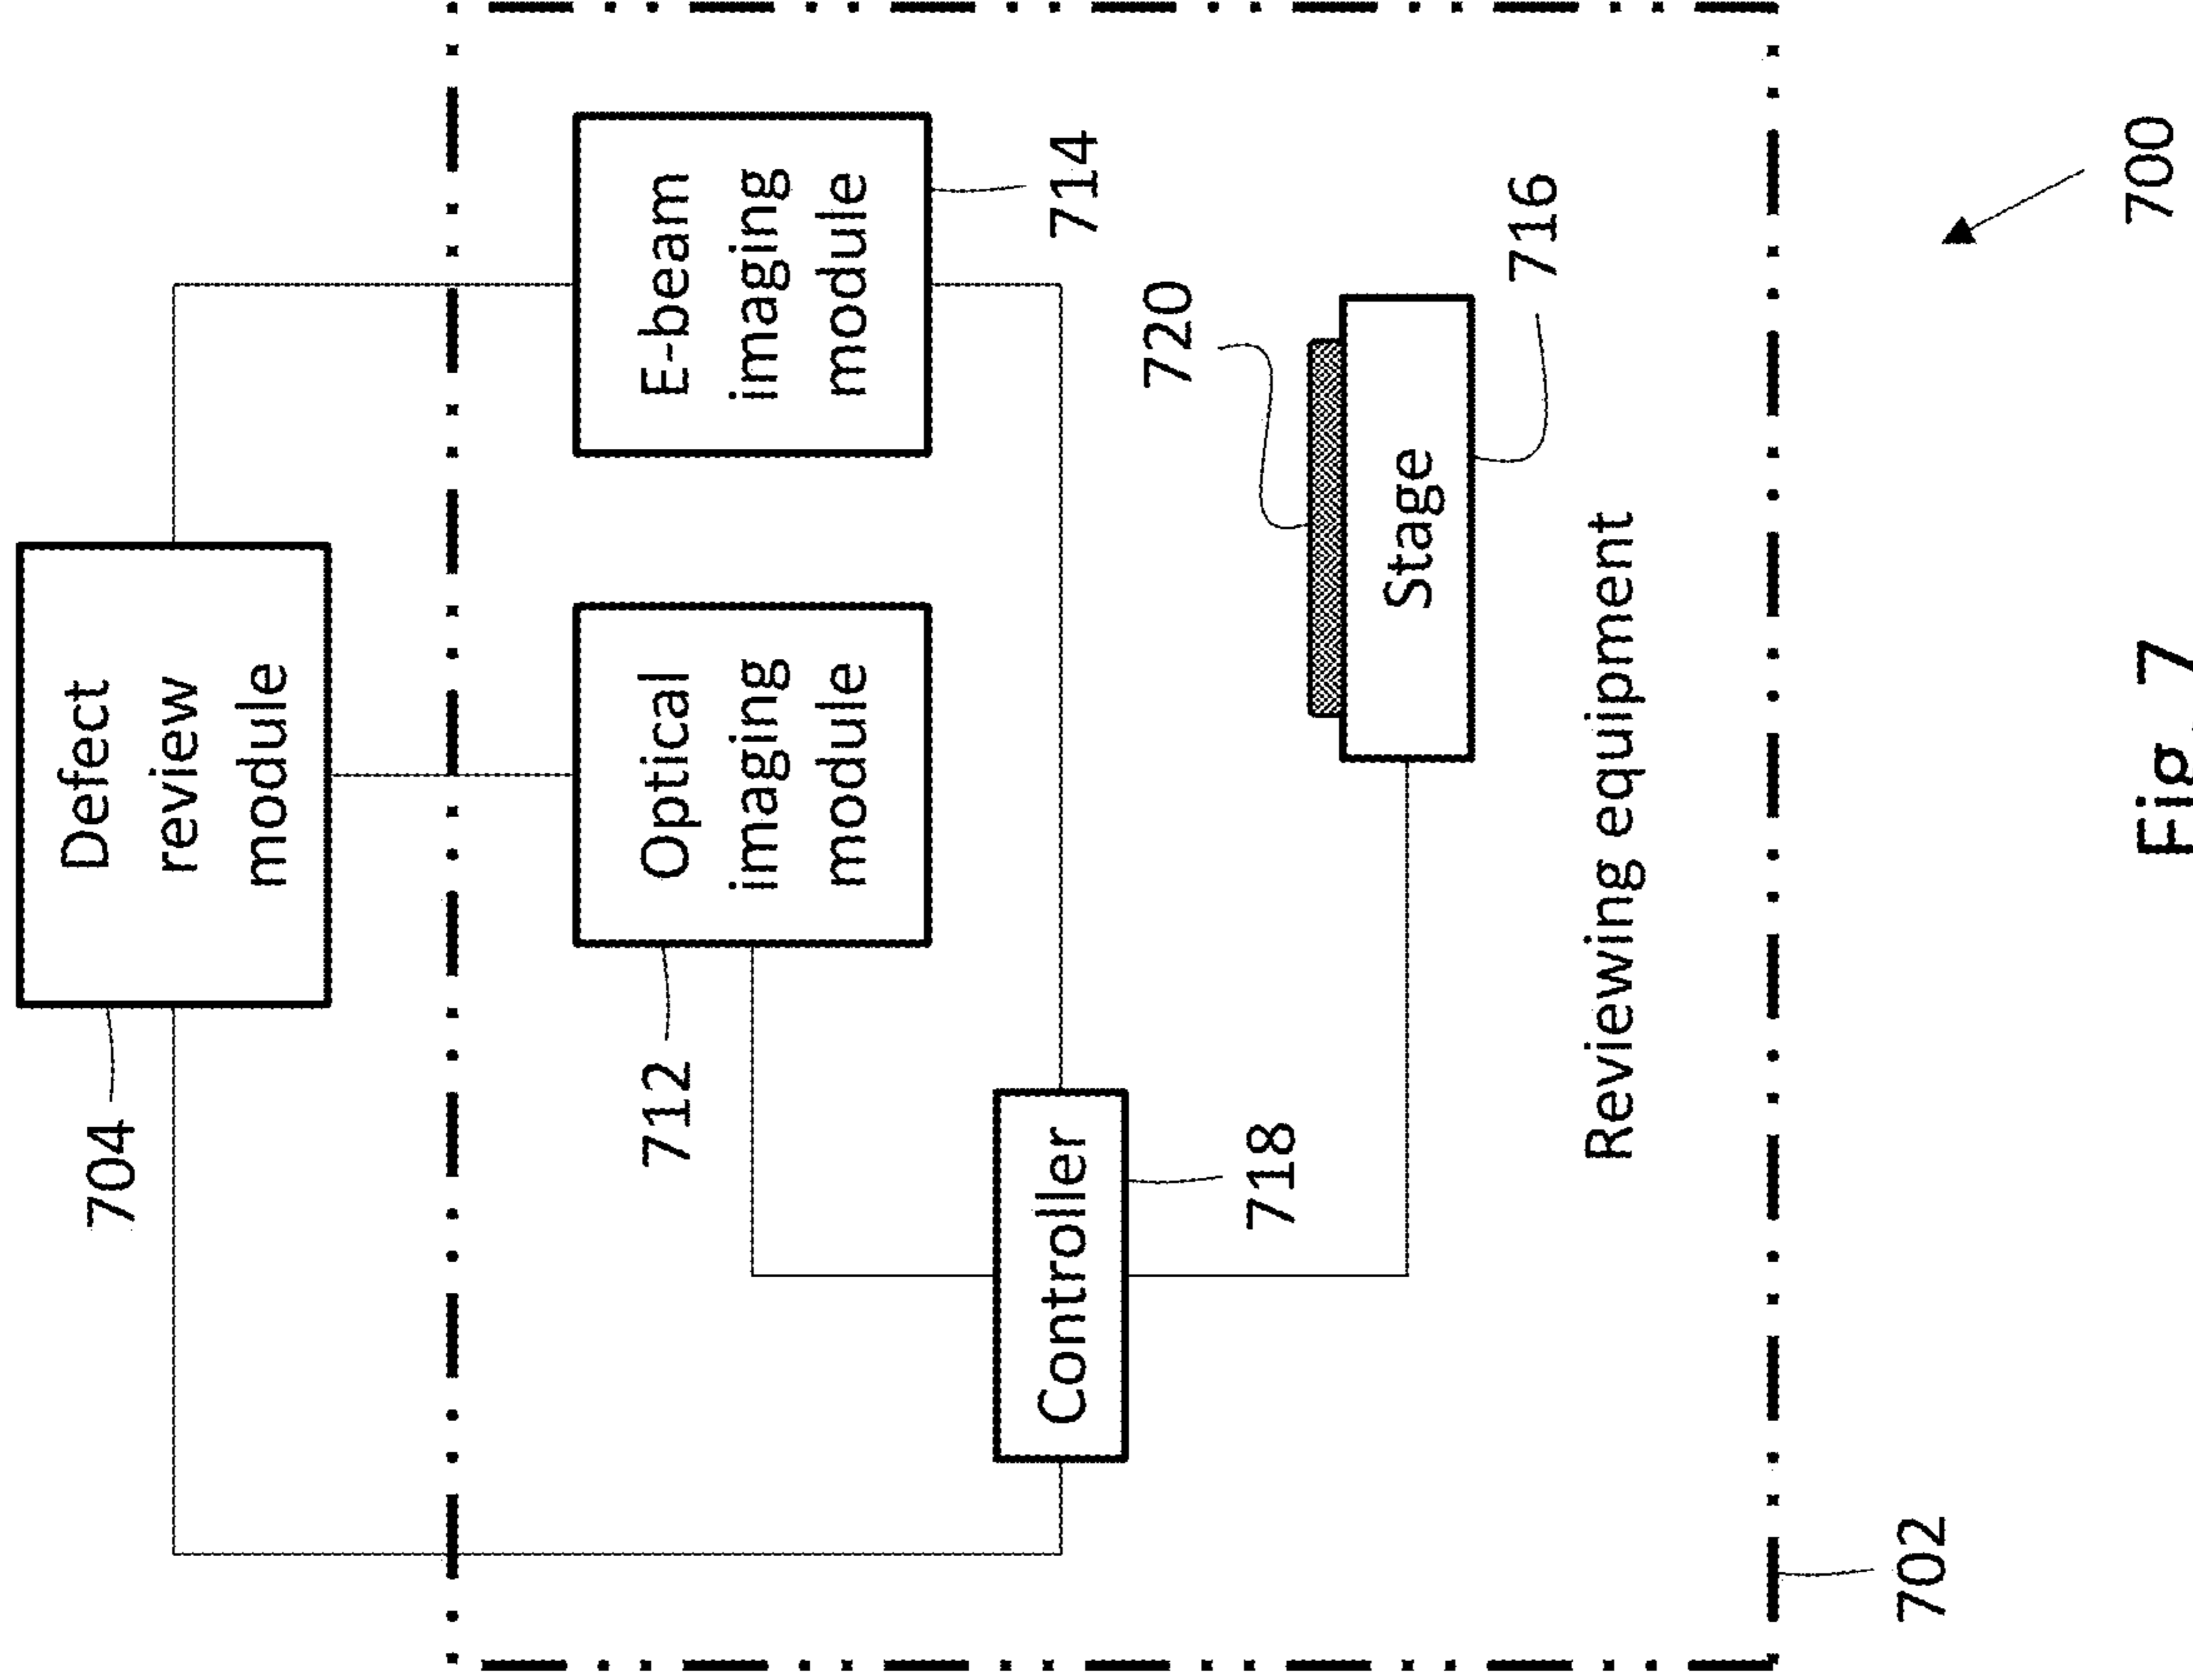 Defect
review
module
704
Optical
imaging
module
712
E-beam
imaging
module
714
Controller
718
720
Stage
716
Reviewing equipment
702
700
Fig. 7